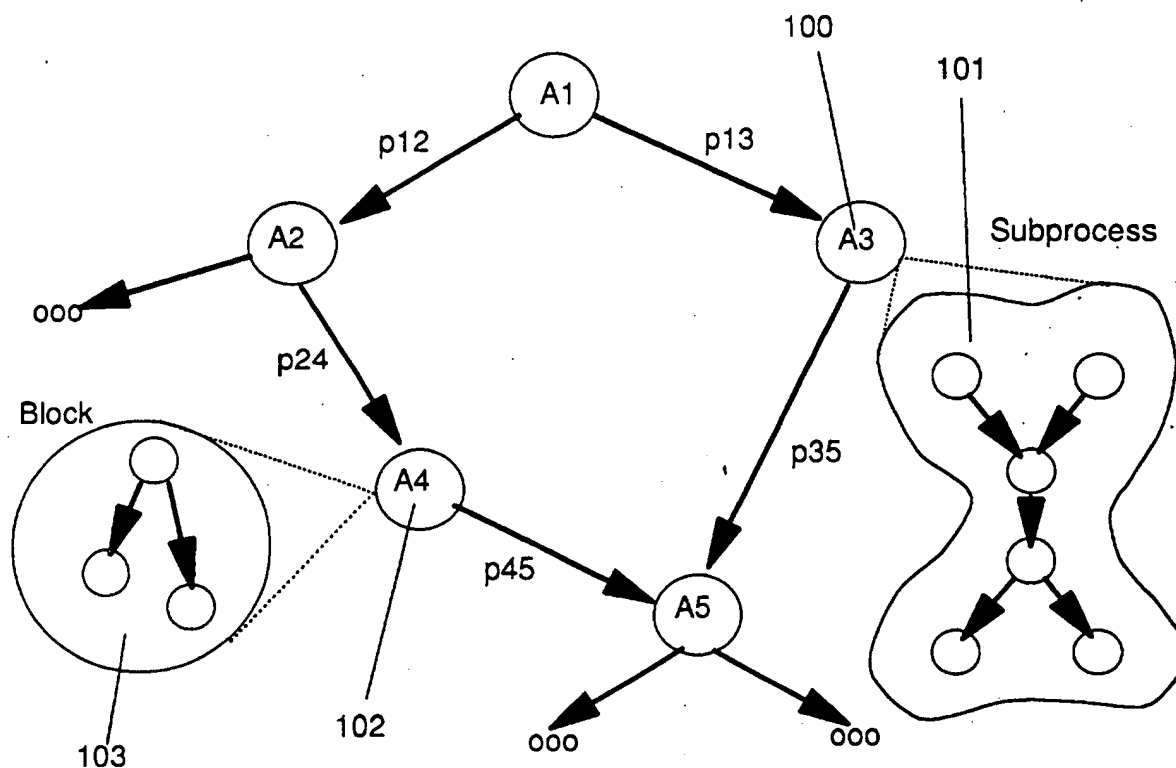 100
101
A1
p12
p13
A2
A3
Subprocess
ooo
p24
Block
p35
A4
p45
A5
102
103
ooo
ooo